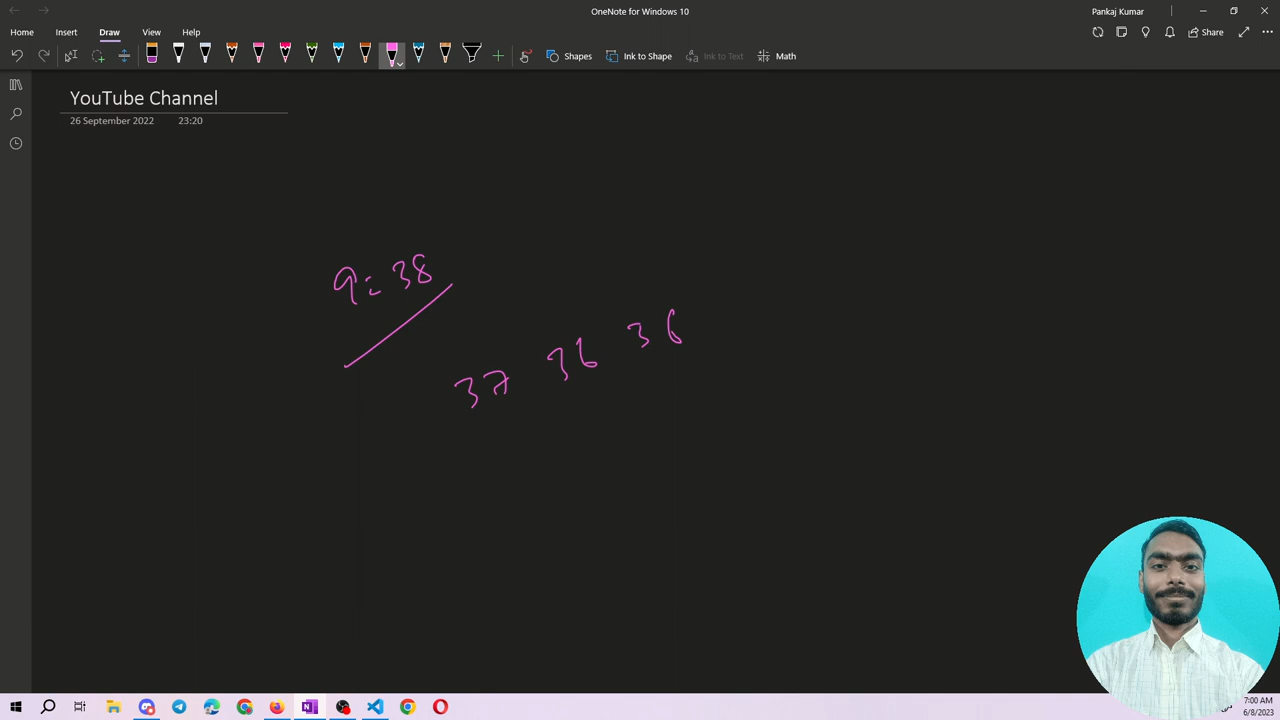 OneNote for Windows 10
Pankaj Kumar
Home Insert Draw View Help
Share
Shapes Ink to Shape Ink to Text Math
YouTube Channel
26 September 2022 23:20
9= 38
37 36 36
7:00 AM
6/8/2023